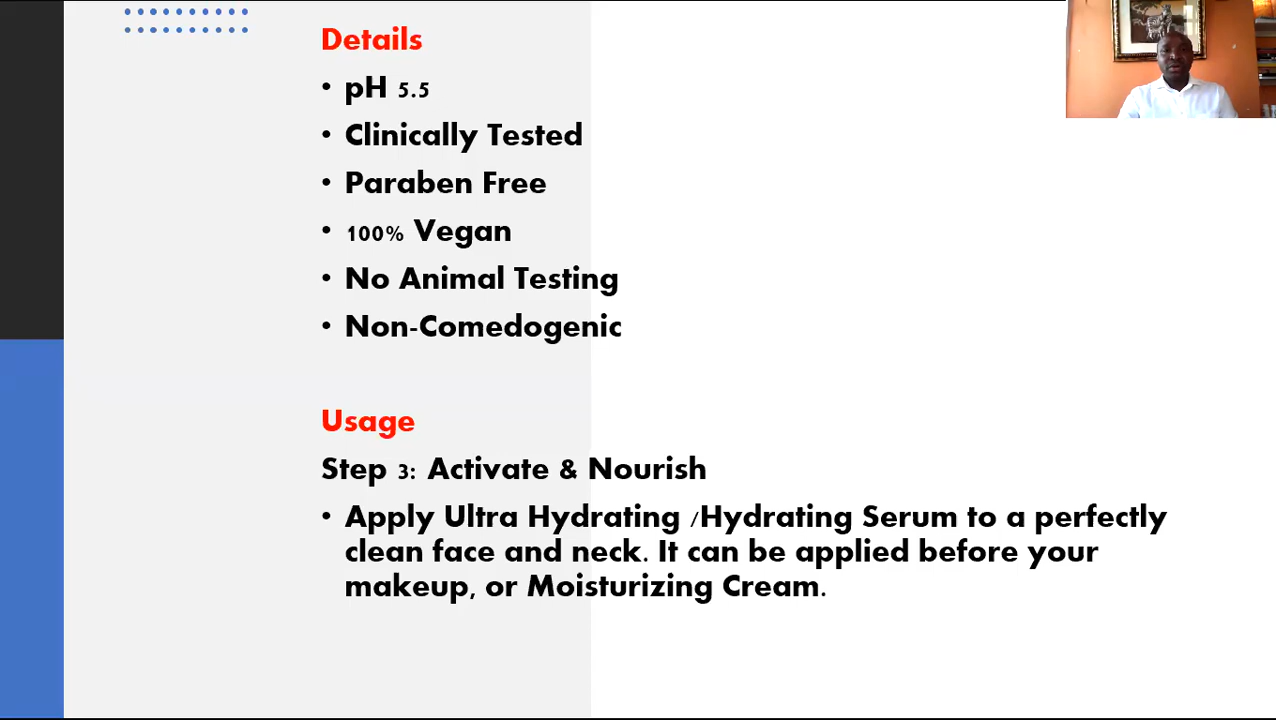 Details
• pH 5.5
• Clinically Tested
• Paraben Free
• 100% Vegan
• No Animal Testing
• Non-Comedogenic
Usage
Step 3: Activate & Nourish
• Apply Ultra Hydrating /Hydrating Serum to a perfectly
clean face and neck. It can be applied before your
makeup, or Moisturizing Cream.